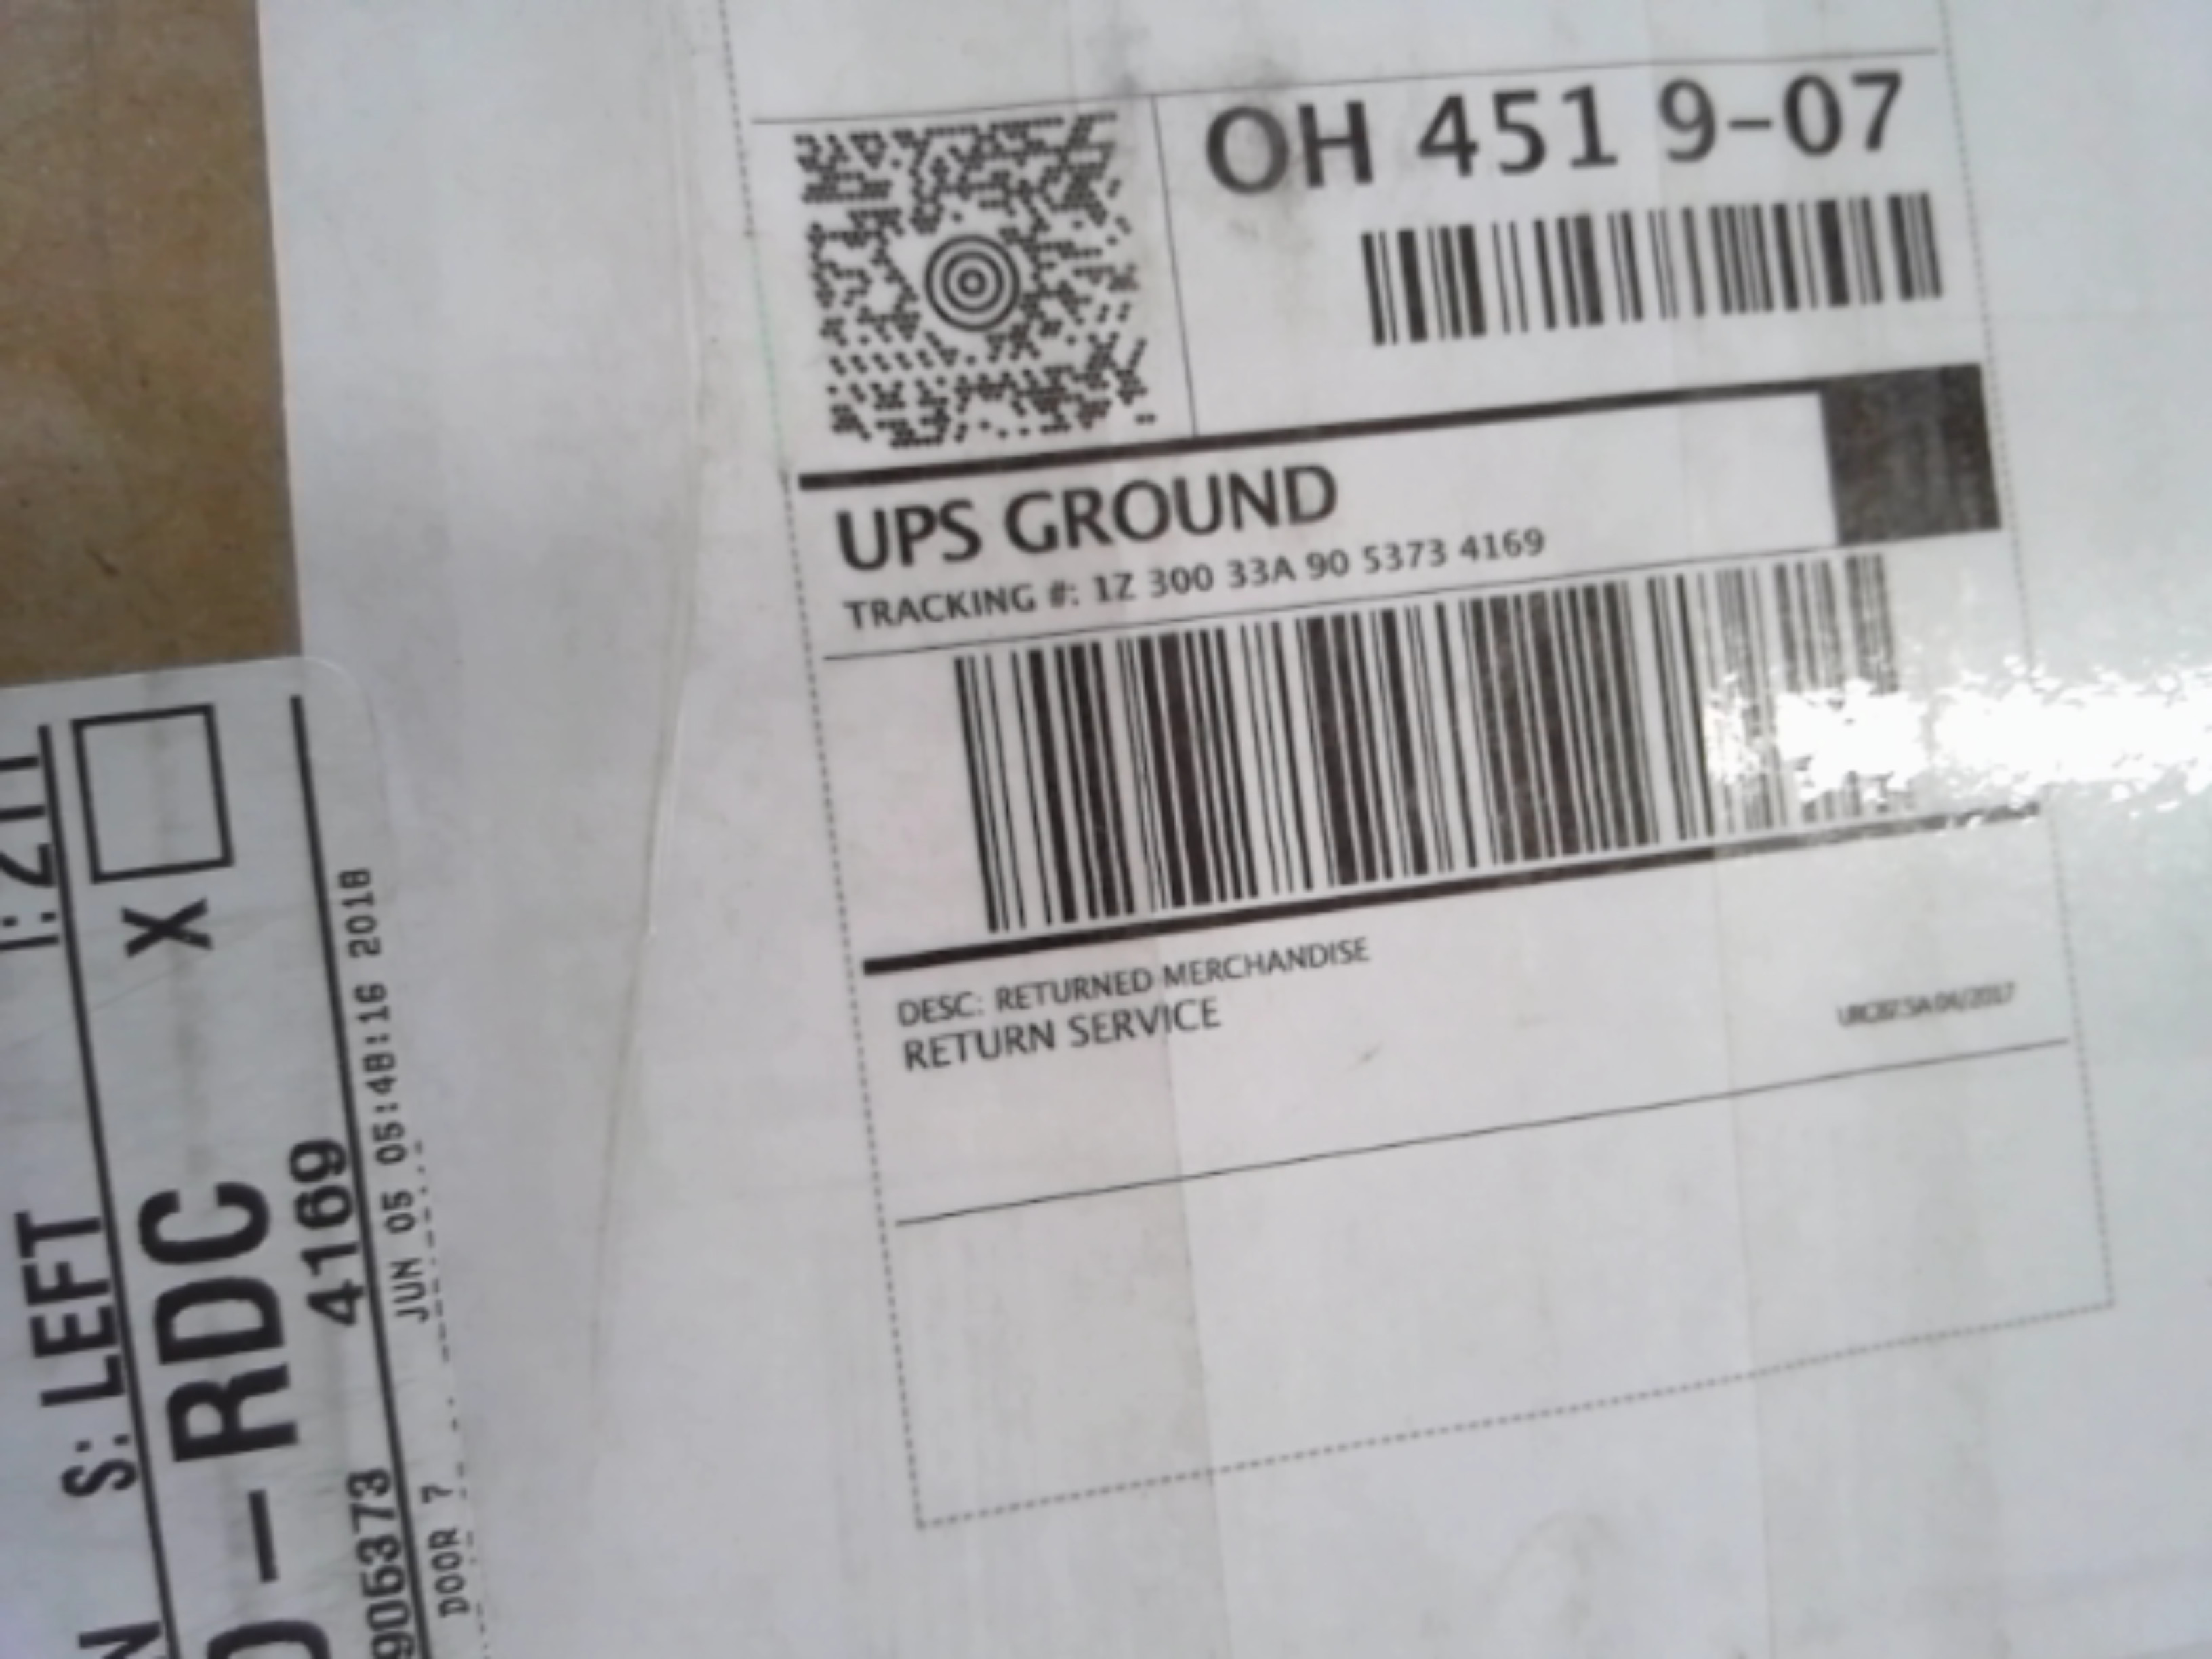 OH 451 9-07
UPS GROUND
TRACKING #: 1Z 300 33A 90 5373 4169
DESC: RETURNED MERCHANDISE
RETURN SERVICE
S: LEFT
X
RDC
905373 4169
JUN 05 05:48:16 2018
DOOR 7